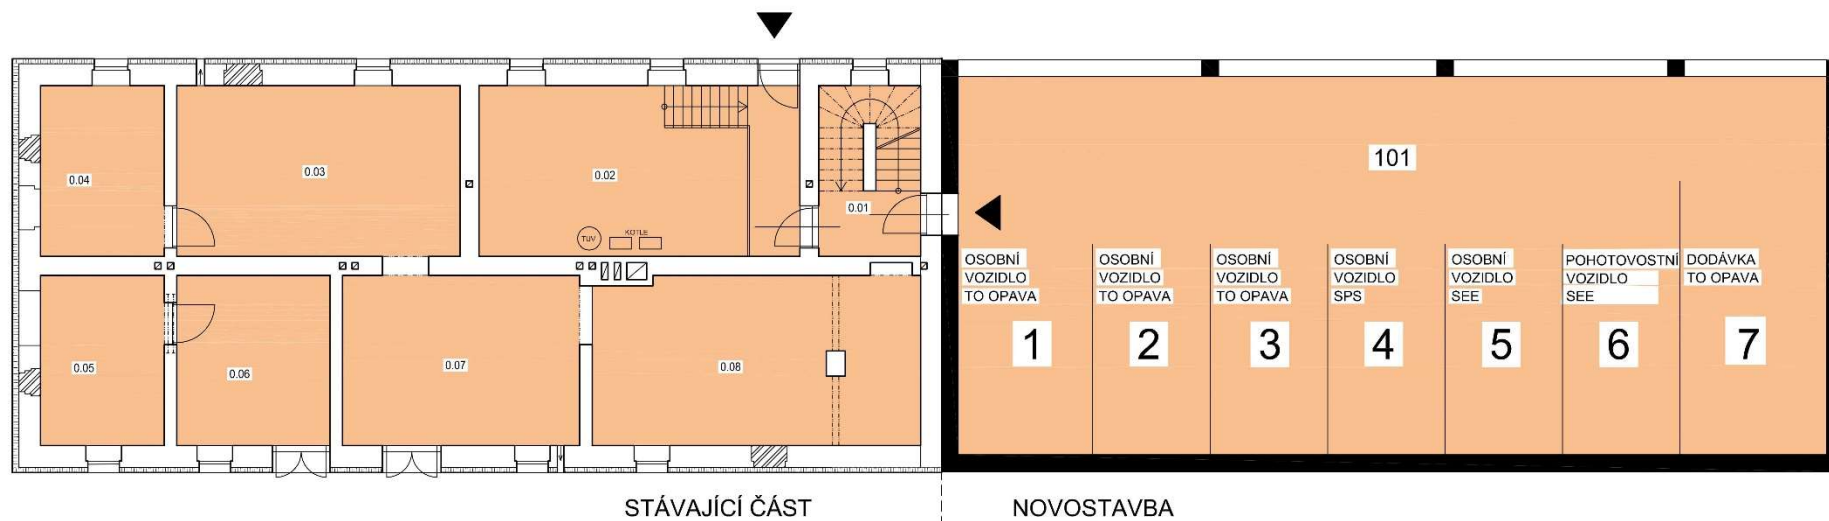 101
0.04
0.03
0.02
0.01
TUV
KOTLE
OSOBNÍ
VOZIDLO
TO OPAVA
1
OSOBNÍ
VOZIDLO
TO OPAVA
2
OSOBNÍ
VOZIDLO
TO OPAVA
3
OSOBNÍ
VOZIDLO
SPS
4
OSOBNÍ
VOZIDLO
SEE
5
POHOTOVOSTNÍ
VOZIDLO
SEE
6
DODÁVKA
TO OPAVA
7
0.05
0.06
0.07
0.08
STÁVAJÍCÍ ČÁST
NOVOSTAVBA